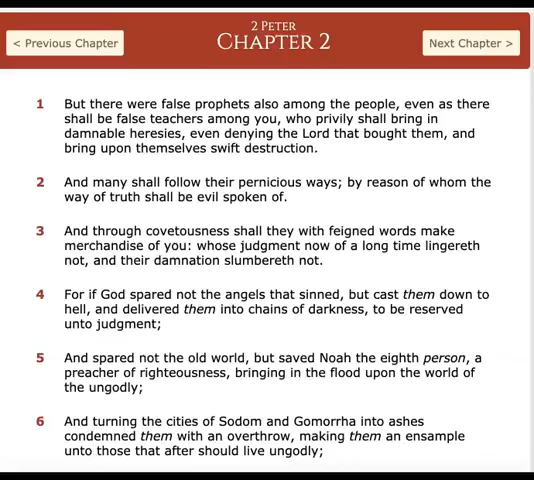 2 PETER
< Previous Chapter
CHAPTER 2
Next Chapter >
1 But there were false prophets also among the people, even as there
shall be false teachers among you, who privily shall bring in
damnable heresies, even denying the Lord that bought them, and
bring upon themselves swift destruction.
2 And many shall follow their pernicious ways; by reason of whom the
way of truth shall be evil spoken of.
3 And through covetousness shall they with feigned words make
merchandise of you: whose judgment now of a long time lingereth
not, and their damnation slumbereth not.
4 For if God spared not the angels that sinned, but cast them down to
hell, and delivered them into chains of darkness, to be reserved
unto judgment;
5 And spared not the old world, but saved Noah the eighth person, a
preacher of righteousness, bringing in the flood upon the world of
the ungodly;
6 And turning the cities of Sodom and Gomorrha into ashes
condemned them with an overthrow, making them an ensample
unto those that after should live ungodly;